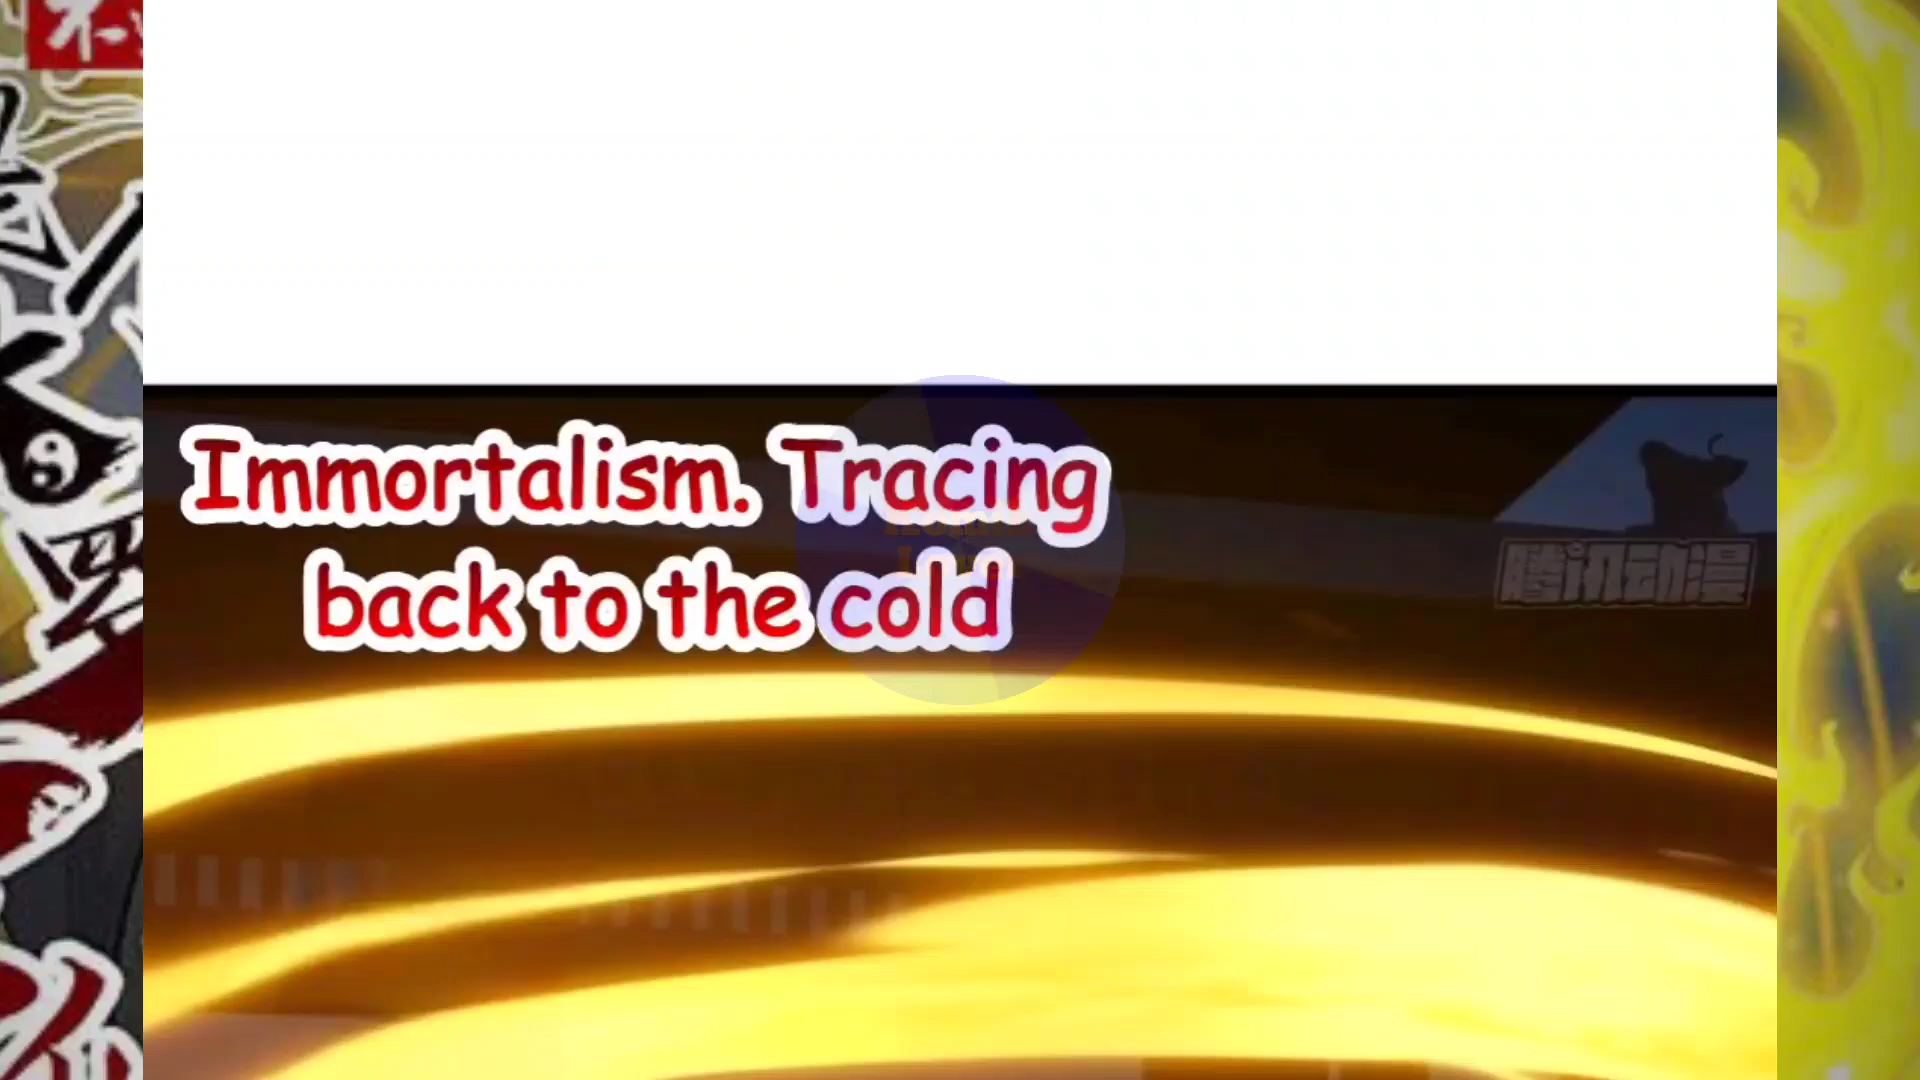 Immortalism. Tracing
back to the cold
腾讯动漫